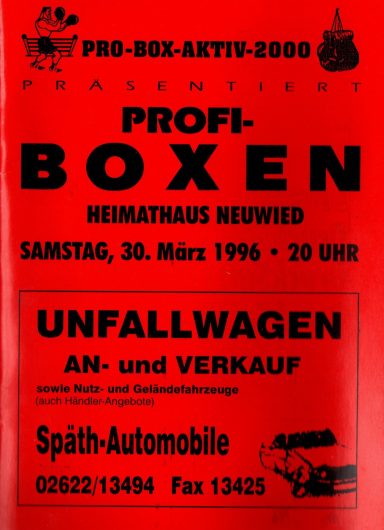 PRO-BOX-AKTIV-2000
PRÄSENTIERT
PROFI-
BOXEN
HEIMATHAUS NEUWIED
SAMSTAG, 30. März 1996 • 20 UHR
UNFALLWAGEN
AN- und VERKAUF
sowie Nutz- und Geländefahrzeuge
(auch Händler-Angebote)
Späth-Automobile
02622/13494 Fax 13425